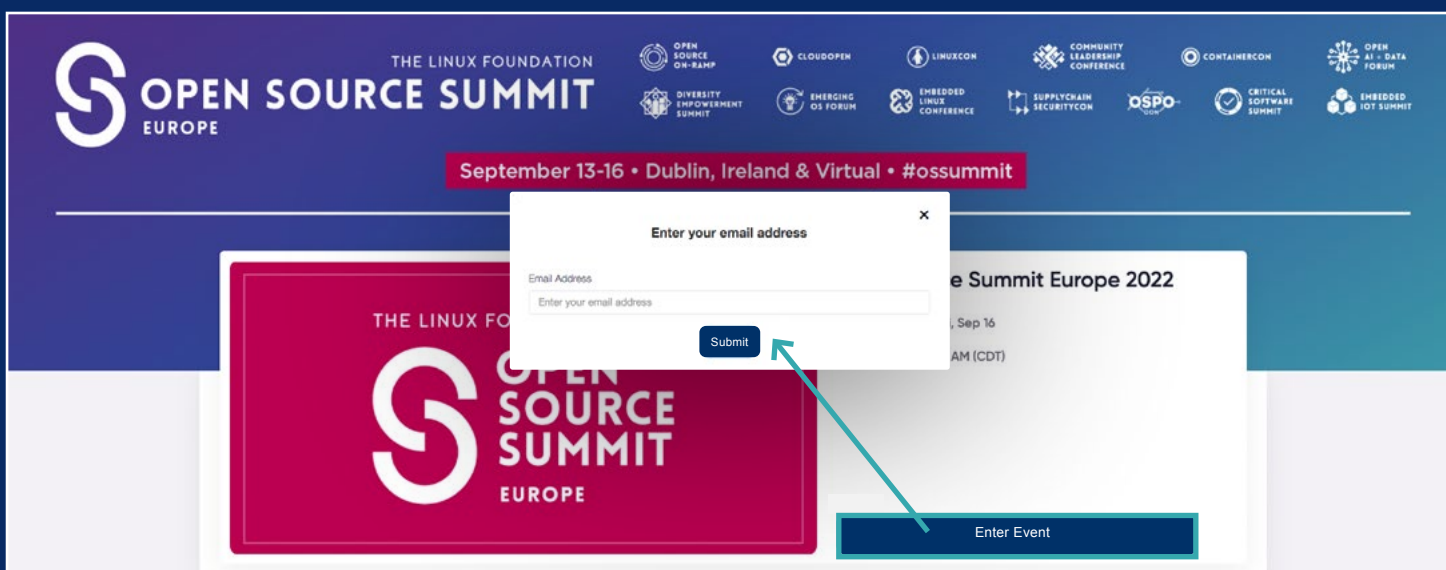 THE LINUX FOUNDATION
OPEN SOURCE SUMMIT
EUROPE
OPEN
SOURCE
ON-RAMP
CLOUDOPEN
LINUXCON
COMMUNITY
LEADERSHIP
CONFERENCE
CONTAINERCON
OPEN
AI + DATA
FORUM
DIVERSITY
EMPOWERMENT
SUMMIT
EMERGING
OS FORUM
EMBEDDED
LINUX
CONFERENCE
SUPPLYCHAIN
SECURITYCON
OSPO
CON
CRITICAL
SOFTWARE
SUMMIT
EMBEDDED
IOT SUMMIT
September 13-16 • Dublin, Ireland & Virtual • #ossummit
×
Enter your email address
Email Address
Enter your email address
Submit
THE LINUX FO
OPEN
SOURCE
SUMMIT
EUROPE
e Summit Europe 2022
, Sep 16
AM (CDT)
Enter Event